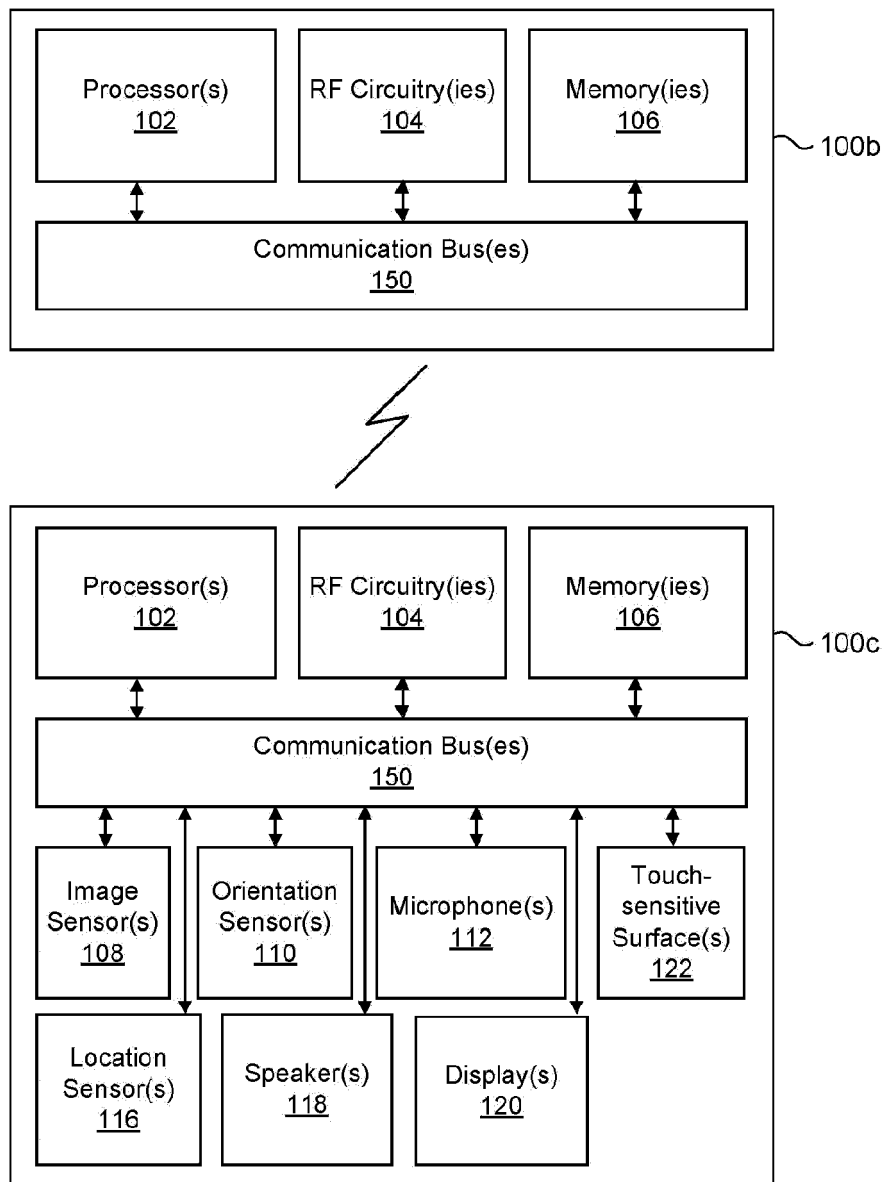 Processor(s)
102
RF Circuitry(ies)
104
Memory(ies)
106
100b
Communication Bus(es)
150
Processor(s)
102
RF Circuitry(ies)
104
Memory(ies)
106
100c
Communication Bus(es)
150
Image
Sensor(s)
108
Orientation
Sensor(s)
110
Microphone(s)
112
Touch-
sensitive
Surface(s)
122
Location
Sensor(s)
116
Speaker(s)
118
Display(s)
120